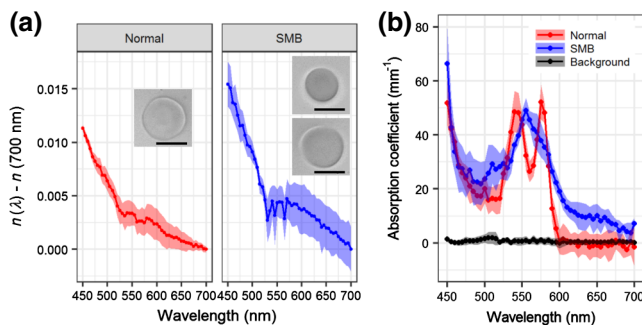 (a)
Normal
SMB
n(λ) - n (700 nm)
0.015
0.010
0.005
0.000
450 500 550 600 650 700
450 500 550 600 650 700
Wavelength (nm)
(b)
Normal
SMB
Background
Absorption coefficient (mm⁻¹)
80
60
40
20
0
450 500 550 600 650 700
Wavelength (nm)